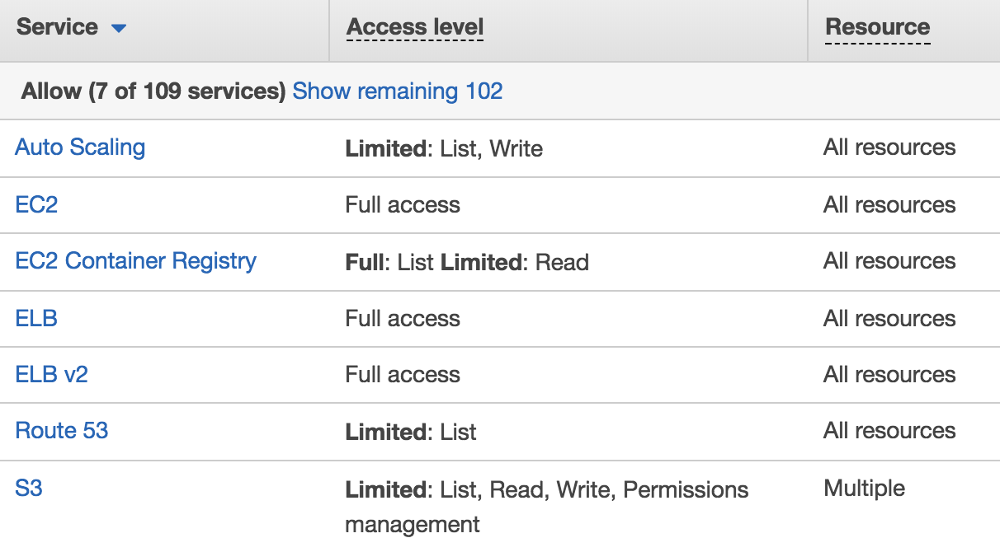 Service Access level Resource
Allow (7 of 109 services) Show remaining 102
Auto Scaling Limited: List, Write All resources
EC2 Full access All resources
EC2 Container Registry Full: List Limited: Read All resources
ELB Full access All resources
ELB v2 Full access All resources
Route 53 Limited: List All resources
S3 Limited: List, Read, Write, Permissions Multiple
management